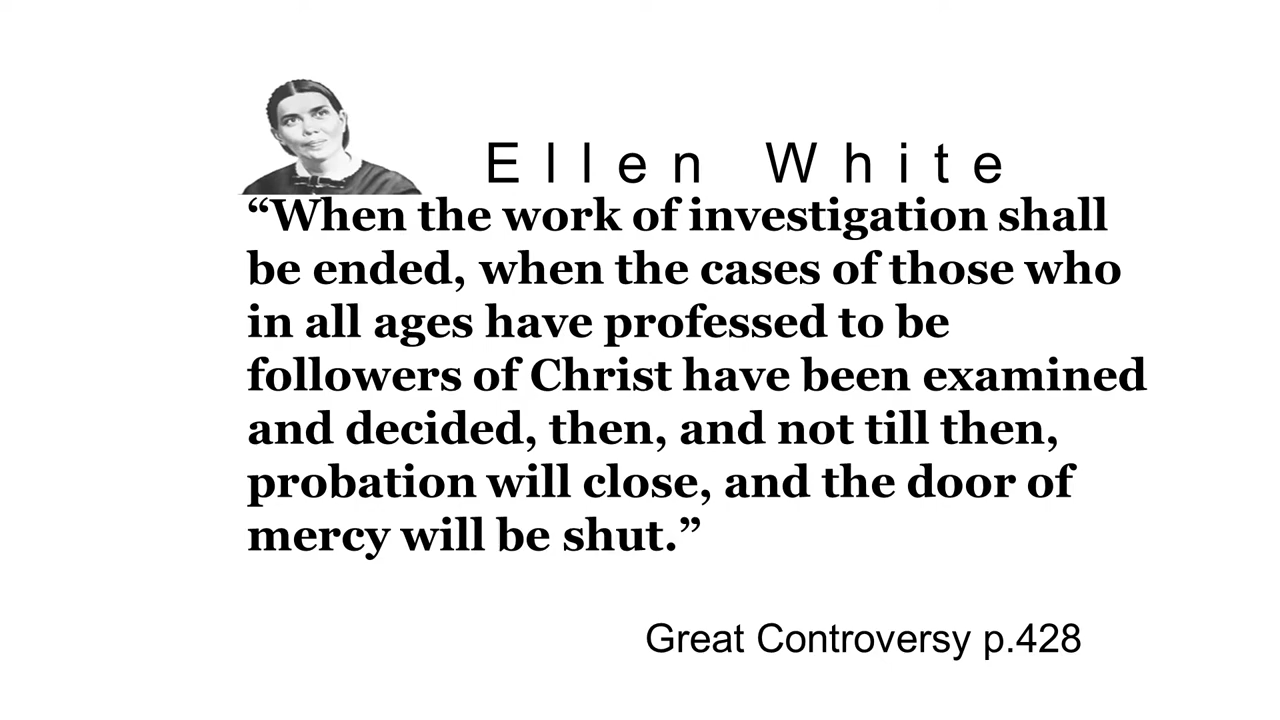 Ellen White
“When the work of investigation shall
be ended, when the cases of those who
in all ages have professed to be
followers of Christ have been examined
and decided, then, and not till then,
probation will close, and the door of
mercy will be shut.”
Great Controversy p.428